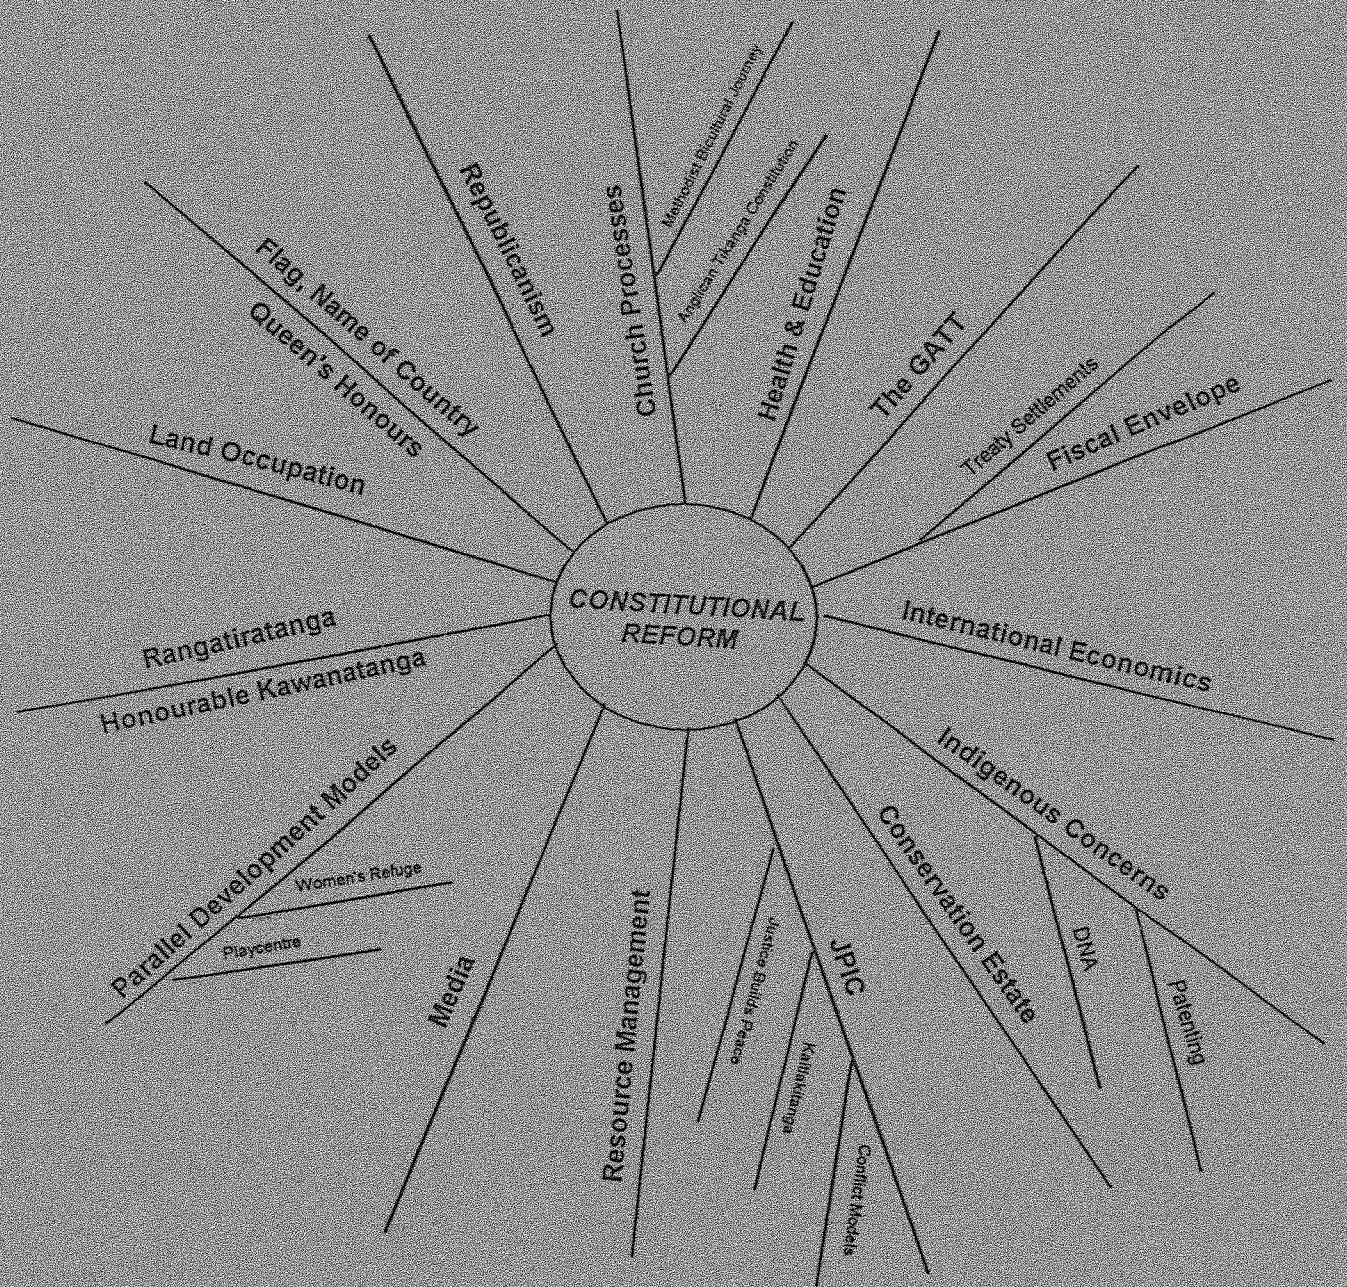 CONSTITUTIONAL
REFORM
Church Processes
Methodist Bicultural Journey
Anglican Tikanga Constitution
Health & Education
The GATT
Treaty Settlements
Fiscal Envelope
International Economics
Indigenous Concerns
DNA
Patenting
Conservation Estate
JPIC
Justice Builds Peace
Kaitiakitanga
Conflict Models
Resource Management
Media
Parallel Development Models
Women's Refuge
Playcentre
Rangatiratanga
Honourable Kawanatanga
Land Occupation
Flag, Name of Country
Queen's Honours
Republicanism